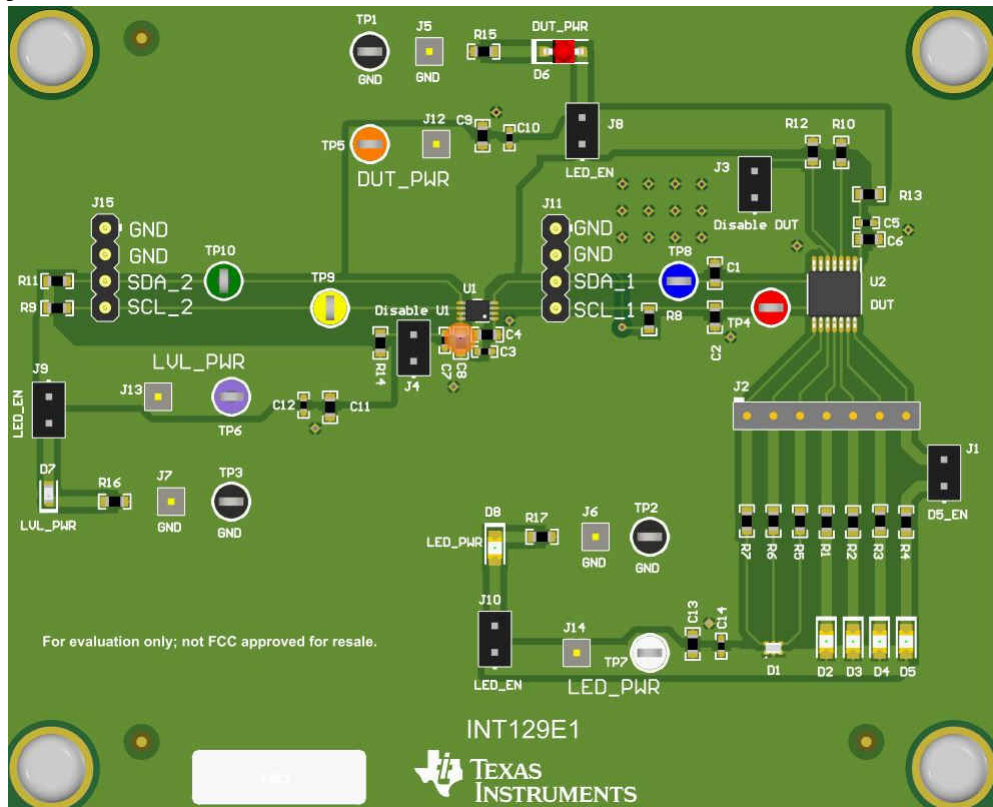 TP1
J5
R15
DUT_PWR
GND
GND
D6
J12
C9
C10
J8
R12
R10
TP5
DUT_PWR
LED_EN
J3
R13
Disable DUT
C5
C6
J15
GND
GND
SDA_2
SCL_2
TP10
TP9
R11
R9
J11
GND
GND
SDA_1
SCL_1
TP8
C1
U2
DUT
U1
Disable U1
R8
TP4
C2
C4
C3
R14
J4
C7
C8
LVL_PWR
J9
LED_EN
J13
TP6
C12
C11
J2
J1
D5_EN
D7
LVL_PWR
R16
J7
GND
TP3
GND
D8
LED_PWR
R17
J6
GND
TP2
GND
R7
R6
R5
R1
R2
R3
R4
J10
LED_EN
J14
TP7
LED_PWR
C13
C14
D1
D2
D3
D4
D5
For evaluation only; not FCC approved for resale.
INT129E1
TEXAS
INSTRUMENTS